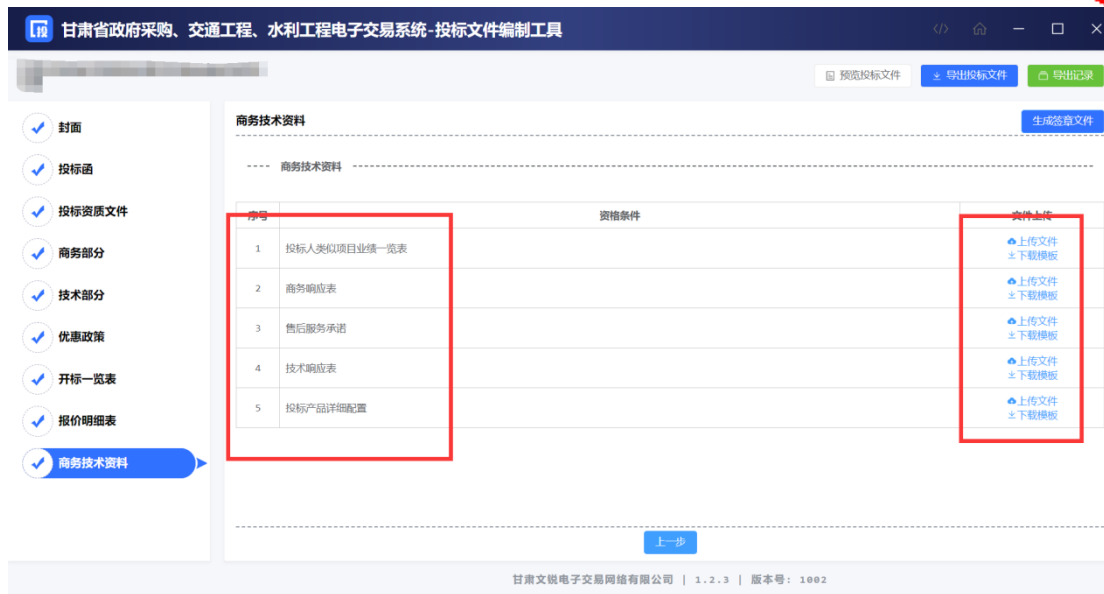 投 甘肃省政府采购、交通工程、水利工程电子交易系统-投标文件编制工具
预览投标文件 导出投标文件 导出记录
封面
投标函
投标资质文件
商务部分
技术部分
优惠政策
开标一览表
报价明细表
商务技术资料
商务技术资料 生成签章文件
商务技术资料
序号 资格条件 文件上传
1 投标人类似项目业绩一览表 上传文件
下载模板
2 商务响应表 上传文件
下载模板
3 售后服务承诺 上传文件
下载模板
4 技术响应表 上传文件
下载模板
5 投标产品详细配置 上传文件
下载模板
上一步
甘肃文锐电子交易网络有限公司 | 1.2.3 | 版本号: 1002